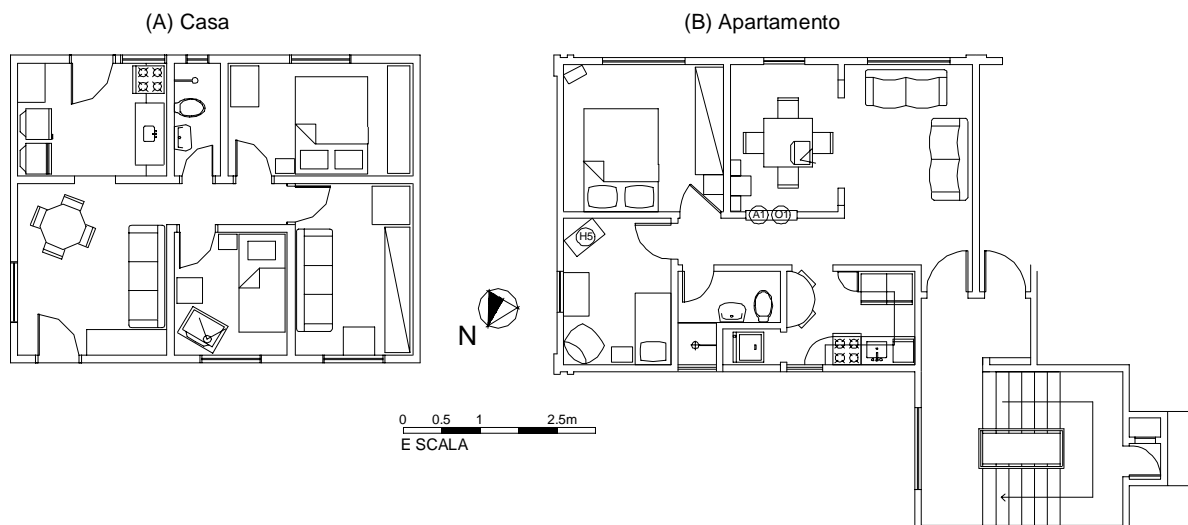 (A) Casa
(B) Apartamento
A1 O1
H5
N
0 0.5 1 2.5m
E SCALA